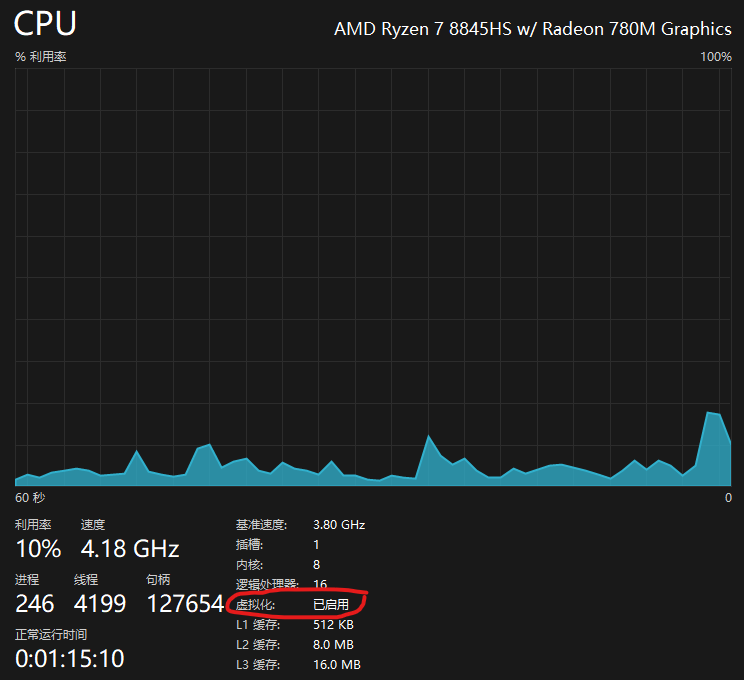 CPU
AMD Ryzen 7 8845HS w/ Radeon 780M Graphics
% 利用率
100%
60 秒
0
利用率
速度
10%
4.18 GHz
进程
线程
句柄
246
4199
127654
正常运行时间
0:01:15:10
基准速度:
3.80 GHz
插槽:
1
内核:
8
逻辑处理器:
16
虚拟化:
已启用
L1 缓存:
512 KB
L2 缓存:
8.0 MB
L3 缓存:
16.0 MB